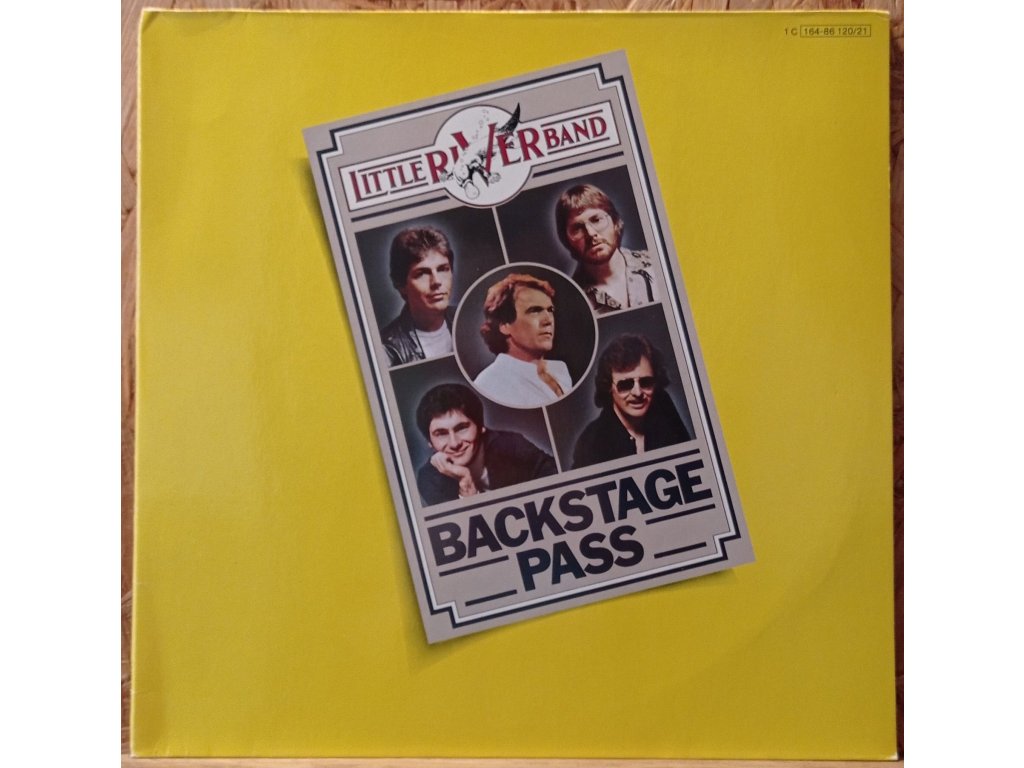 1 C 164-86 120/21
LITTLE RIVER BAND
BACKSTAGE
PASS